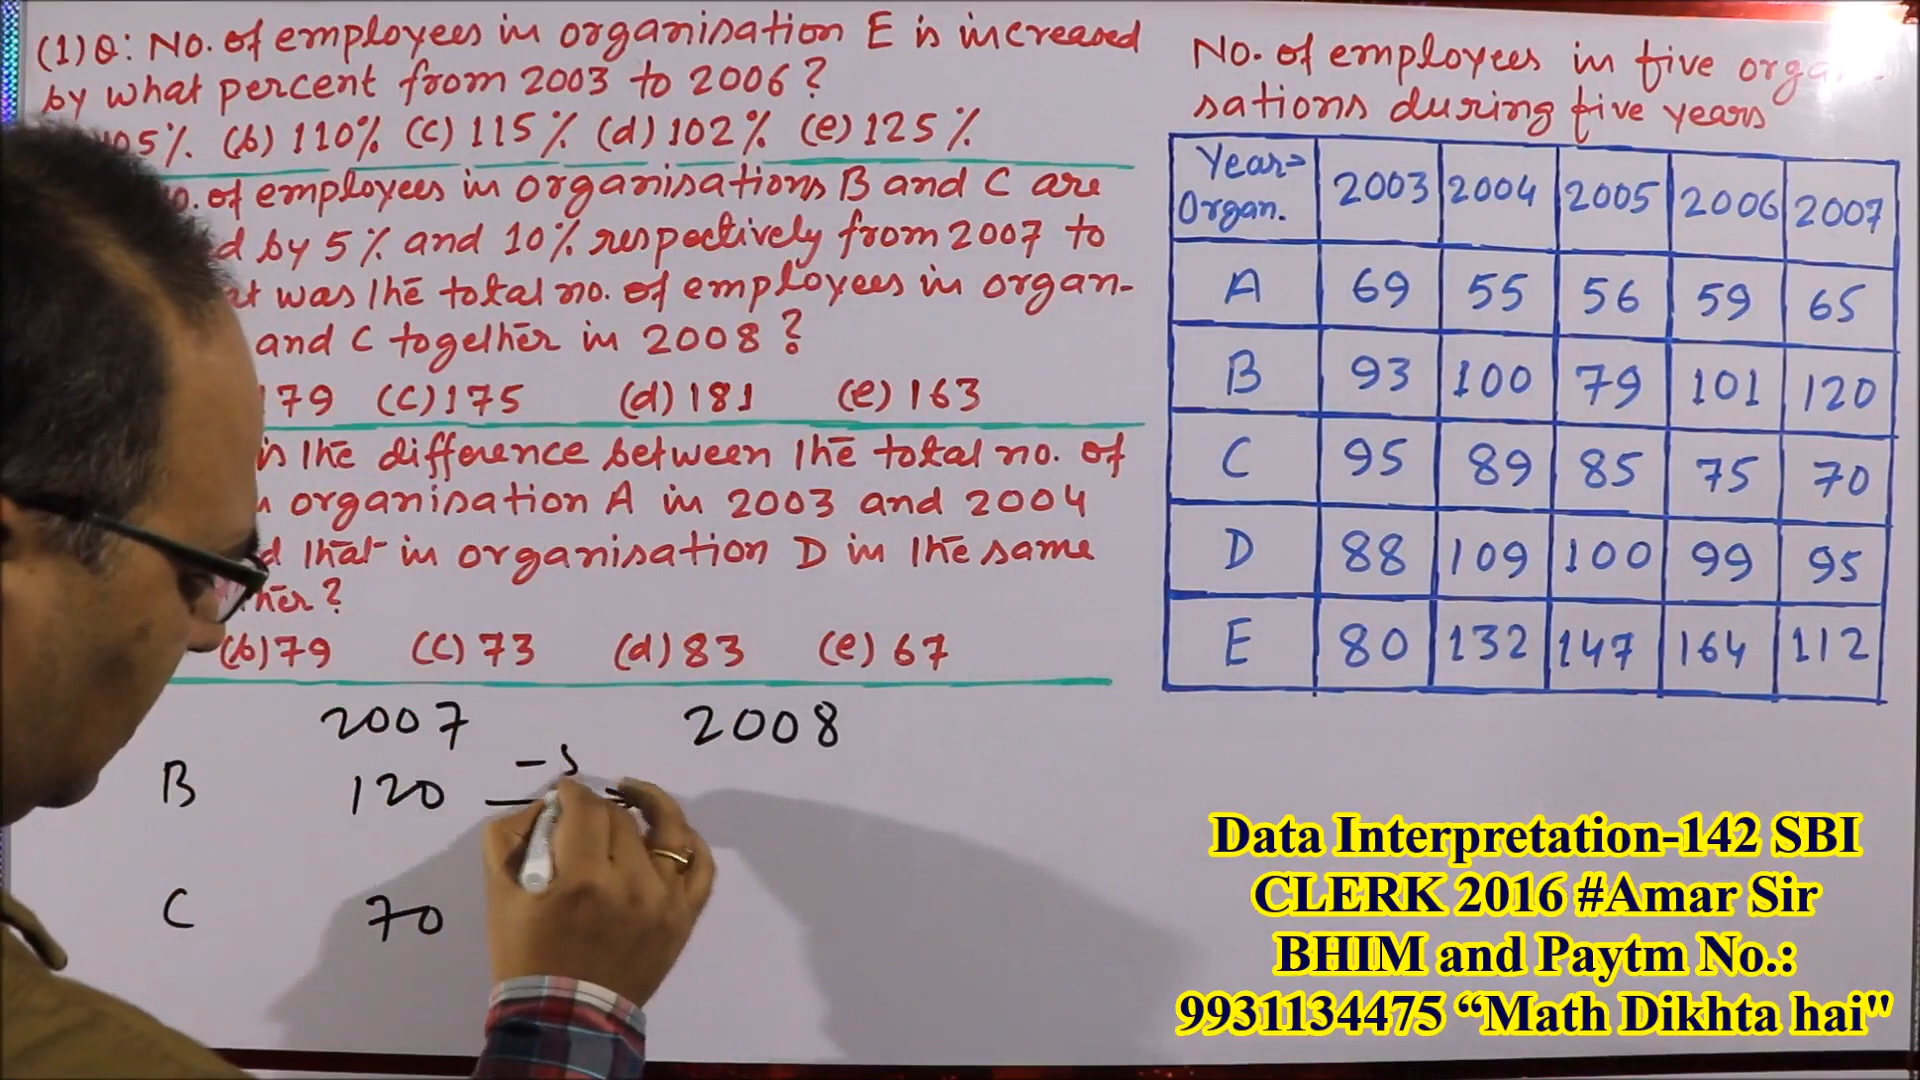 (1)Q: No. of employees in organisation E is increased
by what percent from 2003 to 2006?
05% (b) 110% (c) 115% (d) 102% (e) 125%
o. of employees in organisations B and C are
d by 5% and 10% respectively from 2007 to
at was the total no. of employees in organ-
and C together in 2008?
179 (c) 175 (d) 181 (e) 163
is the difference between the total no. of
n organisation A in 2003 and 2004
d that in organisation D in the same
ther?
(b) 79 (c) 73 (d) 83 (e) 67
2007 2008
B 120 -5
C 70
No. of employees in five orga
sations during five years
Year→ Organ. 2003 2004 2005 2006 2007
A 69 55 56 59 65
B 93 100 79 101 120
C 95 89 85 75 70
D 88 109 100 99 95
E 80 132 147 164 112
Data Interpretation-142 SBI
CLERK 2016 #Amar Sir
BHIM and Paytm No.:
9931134475 “Math Dikhta hai"